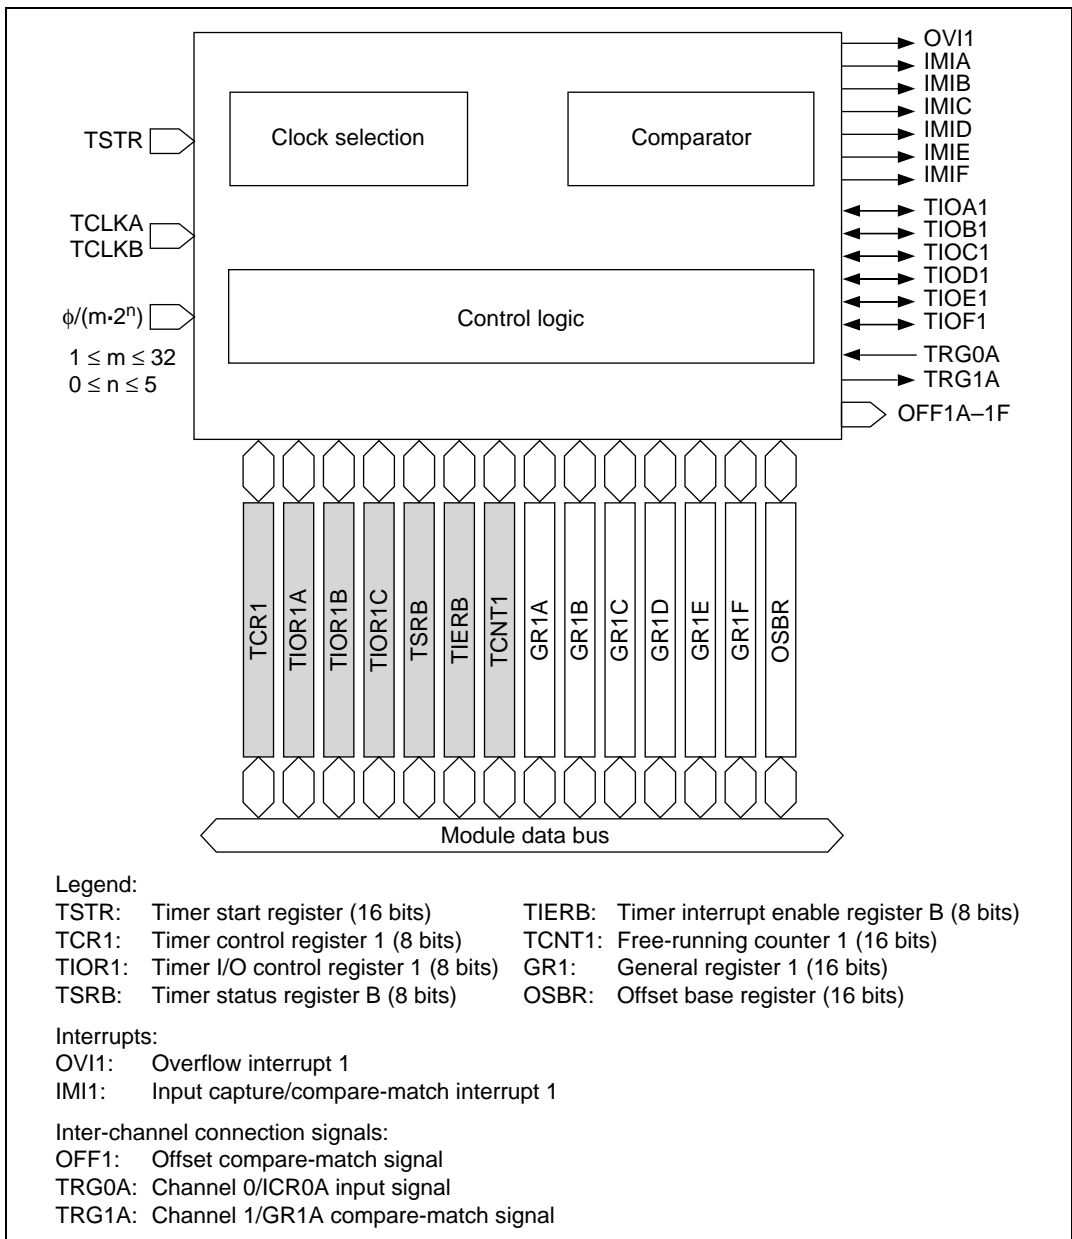 OVI1
IMIA
IMIB
IMIC
IMID
IMIE
IMIF
TSTR
Clock selection
Comparator
TCLKA
TCLKB
TIOA1
TIOB1
TIOC1
TIOD1
TIOE1
TIOF1
ϕ/(m·2ⁿ)
1 ≤ m ≤ 32
0 ≤ n ≤ 5
Control logic
TRG0A
TRG1A
OFF1A–1F
TCR1
TIOR1A
TIOR1B
TIOR1C
TSRB
TIERB
TCNT1
GR1A
GR1B
GR1C
GR1D
GR1E
GR1F
OSBR
Module data bus
Legend:
TSTR: Timer start register (16 bits)
TCR1: Timer control register 1 (8 bits)
TIOR1: Timer I/O control register 1 (8 bits)
TSRB: Timer status register B (8 bits)
TIERB: Timer interrupt enable register B (8 bits)
TCNT1: Free-running counter 1 (16 bits)
GR1: General register 1 (16 bits)
OSBR: Offset base register (16 bits)
Interrupts:
OVI1: Overflow interrupt 1
IMI1: Input capture/compare-match interrupt 1
Inter-channel connection signals:
OFF1: Offset compare-match signal
TRG0A: Channel 0/ICR0A input signal
TRG1A: Channel 1/GR1A compare-match signal